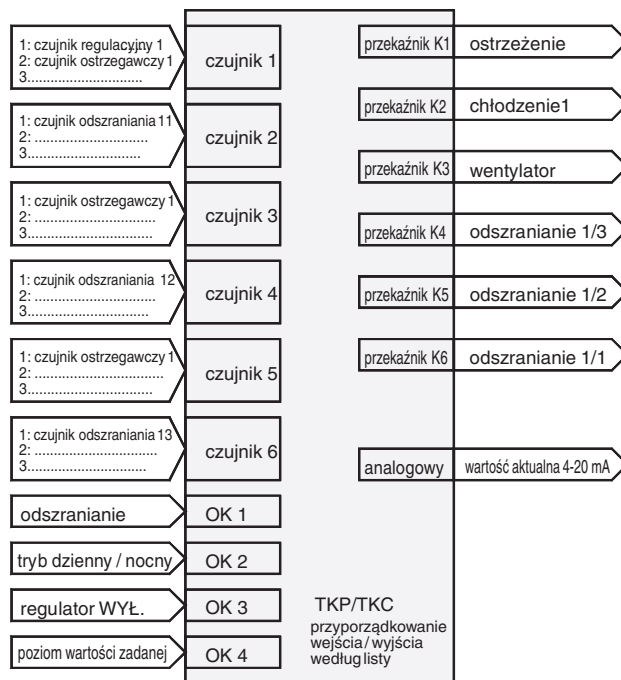 1: czujnik regulacyjny 1
2: czujnik ostrzegawczy 1
3..............................
czujnik 1
1: czujnik odszraniania 11
2: .............................
3..............................
czujnik 2
1: czujnik ostrzegawczy 1
2: ...............................
3................................
czujnik 3
1: czujnik odszraniania 12
2: ...............................
3...............................
czujnik 4
1: czujnik ostrzegawczy 1
2: .................................
3................................
czujnik 5
1: czujnik odszraniania 13
2: ...............................
3...............................
czujnik 6
odszranianie
OK 1
tryb dzienny / nocny
OK 2
regulator WYŁ.
OK 3
poziom wartości zadanej
OK 4
przekaźnik K1 ostrzeżenie
przekaźnik K2 chłodzenie1
przekaźnik K3 wentylator
przekaźnik K4 odszranianie 1/3
przekaźnik K5 odszranianie 1/2
przekaźnik K6 odszranianie 1/1
analogowy wartość aktualna 4-20 mA
TKP/TKC
przyporządkowanie
wejścia/wyjścia
według listy